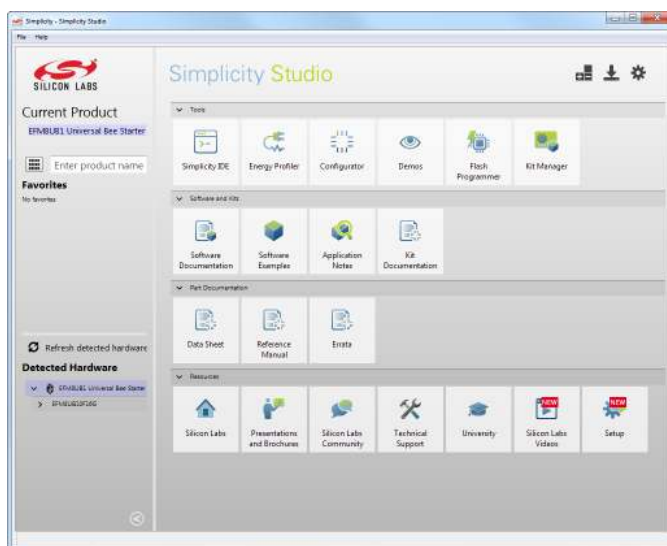 Simplicity - Simplicity Studio
File Help
SILICON LABS
Simplicity Studio
Current Product
EFM8UB1 Universal Bee Starter
Enter product name
Favorites
No favorites
Tools
Simplicity IDE
Energy Profiler
Configurator
Demos
Flash
Programmer
Kit Manager
Software and Kits
Software
Documentation
Software
Examples
Application
Notes
Kit
Documentation
Part Documentation
Data Sheet
Reference
Manual
Errata
Refresh detected hardware
Detected Hardware
EFM8UB1 Universal Bee Starter
EFM8UB10F16G
Resources
Silicon Labs
Presentations
and Brochures
Silicon Labs
Community
Technical
Support
University
NEW
Silicon Labs
Videos
NEW
Setup